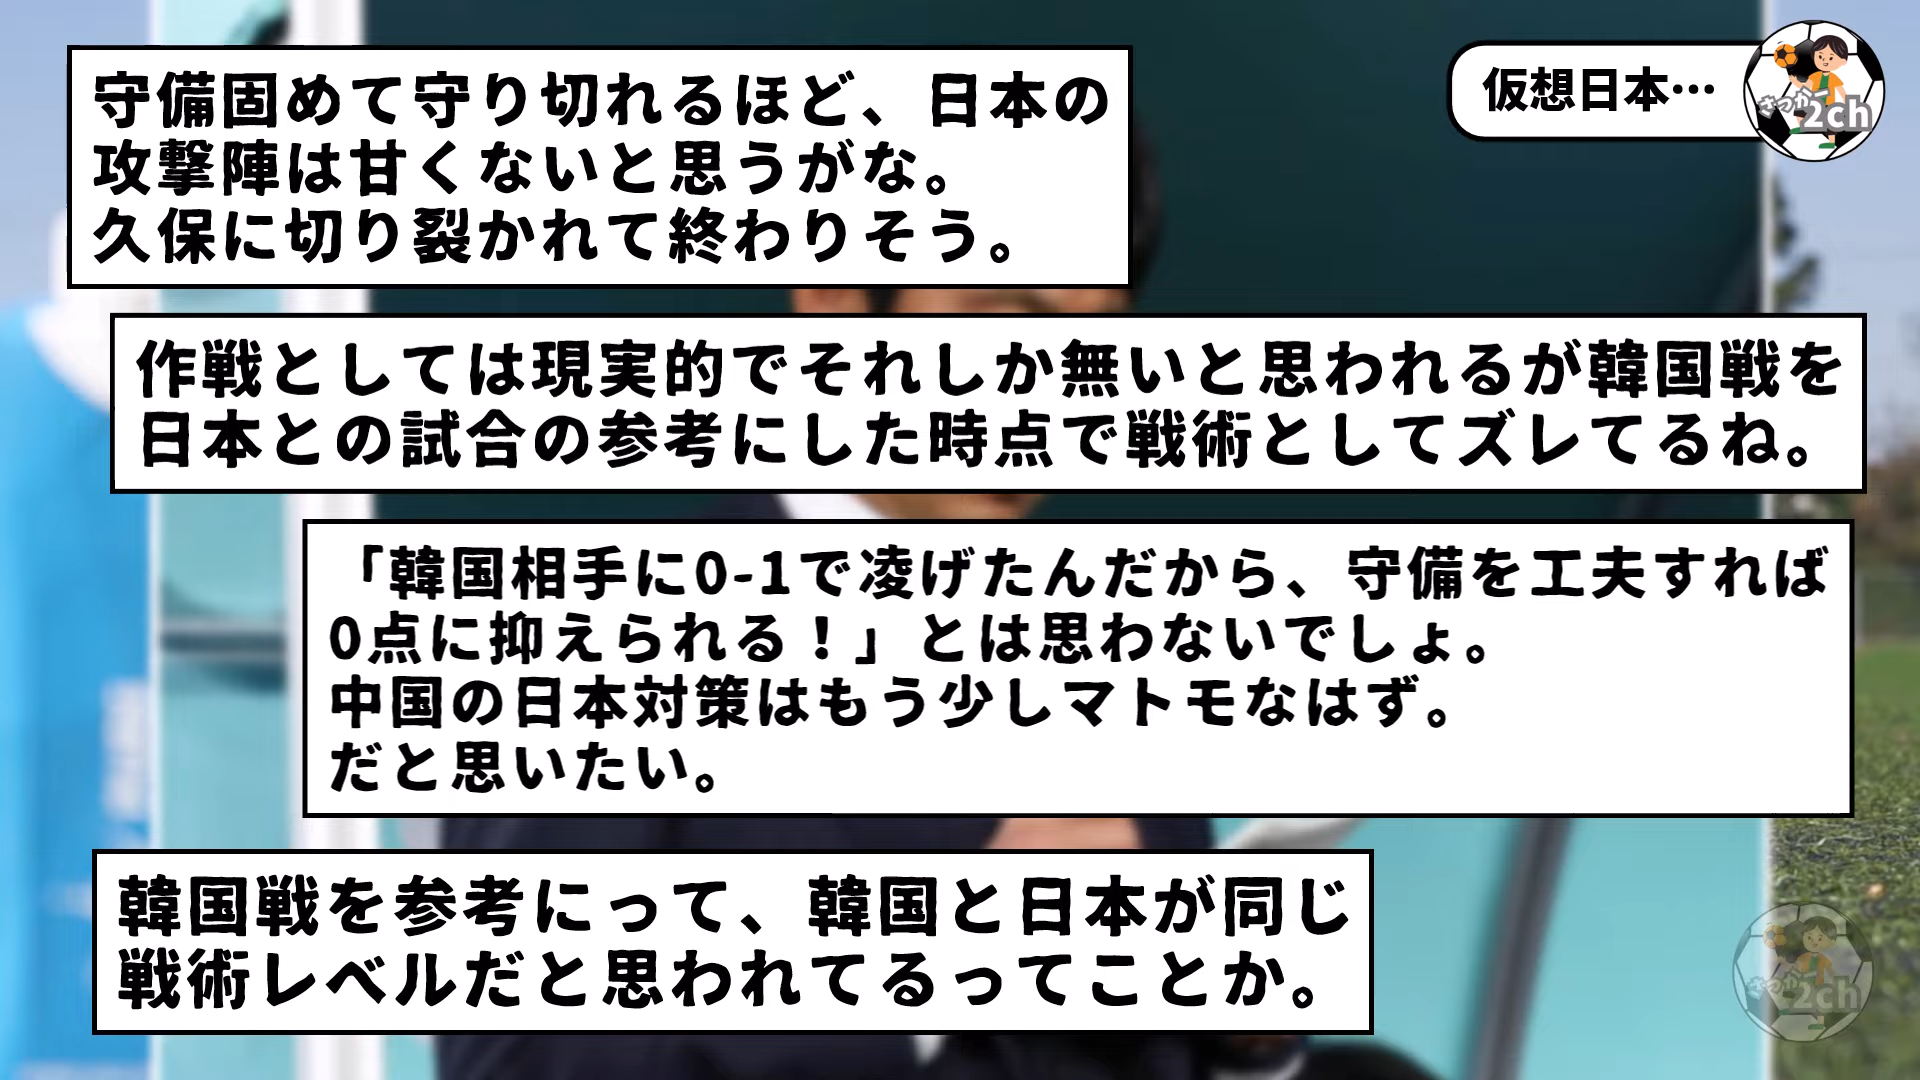 仮想日本…
さっかー
2ch
守備固めて守り切れるほど、日本の
攻撃陣は甘くないと思うがな。
久保に切り裂かれて終わりそう。
作戦としては現実的でそれしか無いと思われるが韓国戦を
日本との試合の参考にした時点で戦術としてズレてるね。
「韓国相手に0-1で凌げたんだから、守備を工夫すれば
0点に抑えられる！」とは思わないでしょ。
中国の日本対策はもう少しマトモなはず。
だと思いたい。
韓国戦を参考にって、韓国と日本が同じ
戦術レベルだと思われてるってことか。
さっかー
2ch